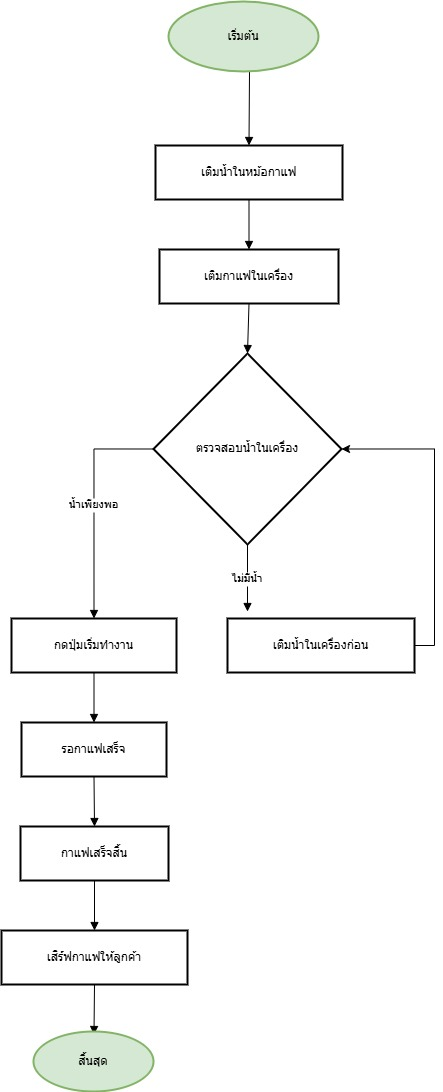 เริ่มต้น
เติมน้ำในหม้อกาแฟ
เติมกาแฟในเครื่อง
ตรวจสอบน้ำในเครื่อง
น้ำเพียงพอ
ไม่มีน้ำ
กดปุ่มเริ่มทำงาน
เติมน้ำในเครื่องก่อน
รอกาแฟเสร็จ
กาแฟเสร็จสิ้น
เสิร์ฟกาแฟให้ลูกค้า
สิ้นสุด